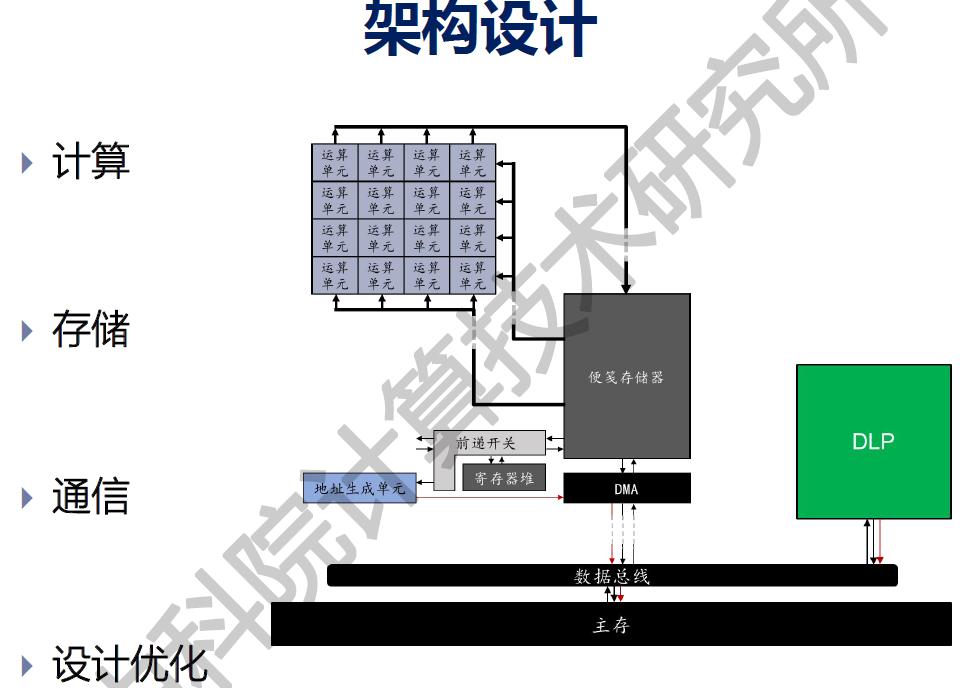 架构设计
计算
存储
通信
设计优化
运算 运算 运算 运算
单元 单元 单元 单元
运算 运算 运算 运算
单元 单元 单元 单元
运算 运算 运算 运算
单元 单元 单元 单元
运算 运算 运算 运算
单元 单元 单元 单元
便笺存储器
前递开关
寄存器堆
地址生成单元
DMA
DLP
数据总线
主存
中科院计算技术研究所